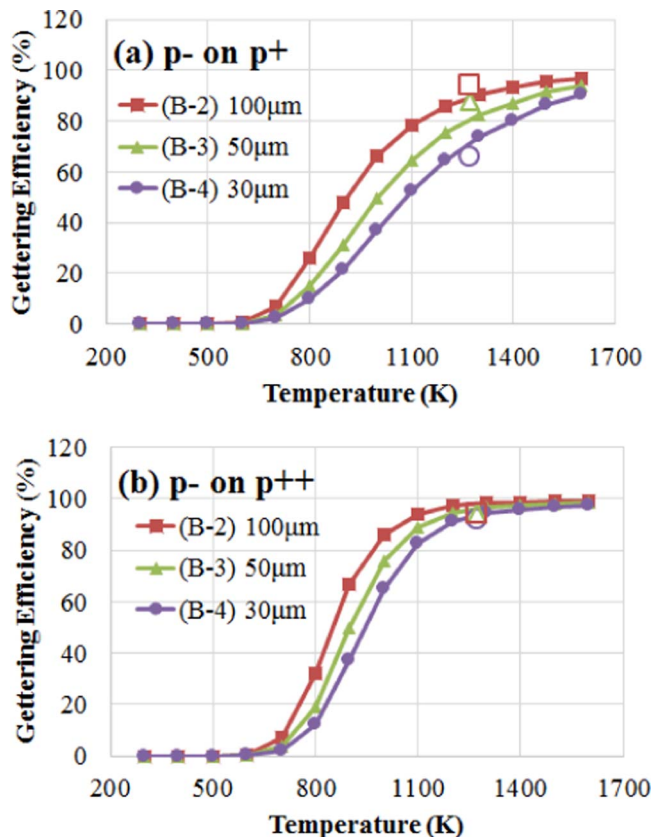 (a) p- on p+
Gettering Efficiency (%)
120
100
80
60
40
20
0
(B-2) 100μm
(B-3) 50μm
(B-4) 30μm
200 500 800 1100 1400 1700
Temperature (K)
(b) p- on p++
Gettering Efficiency (%)
120
100
80
60
40
20
0
(B-2) 100μm
(B-3) 50μm
(B-4) 30μm
200 500 800 1100 1400 1700
Temperature (K)